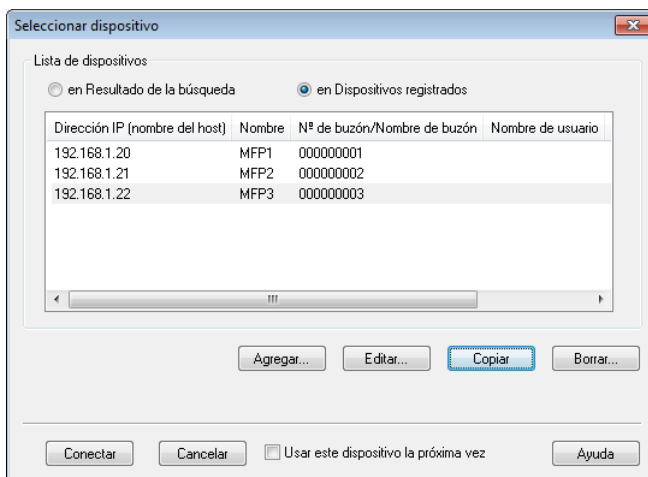 Seleccionar dispositivo
Lista de dispositivos
en Resultado de la búsqueda en Dispositivos registrados
Dirección IP (nombre del host) Nombre Nº de buzón/Nombre de buzón Nombre de usuario
192.168.1.20 MFP1 000000001
192.168.1.21 MFP2 000000002
192.168.1.22 MFP3 000000003
Agregar... Editar... Copiar Borrar...
Conectar Cancelar Usar este dispositivo la próxima vez Ayuda